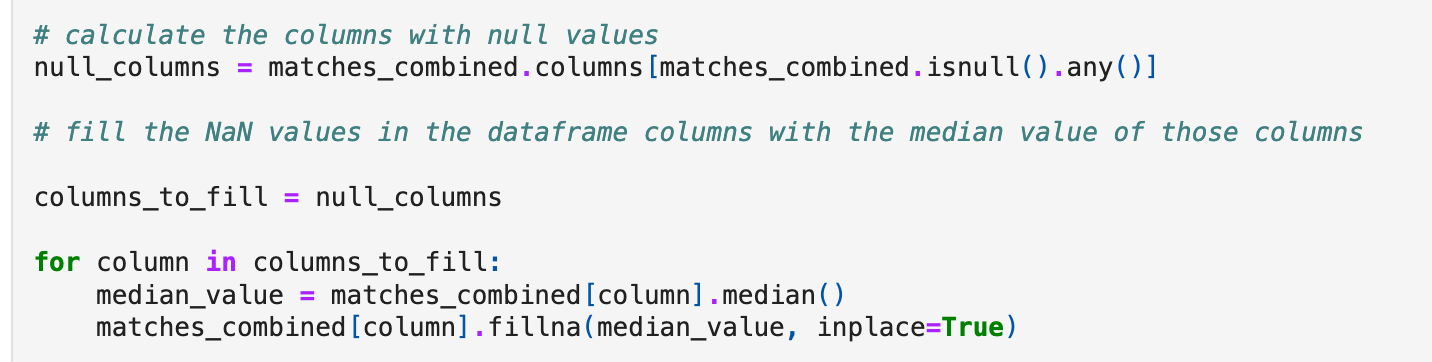 # calculate the columns with null values
null_columns = matches_combined.columns[matches_combined.isnull().any()]
# fill the NaN values in the dataframe columns with the median value of those columns
columns_to_fill = null_columns
for column in columns_to_fill:
    median_value = matches_combined[column].median()
    matches_combined[column].fillna(median_value, inplace=True)